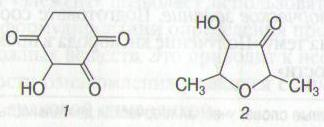 HO O
O O
HO O
CH₃ O CH₃
1 2